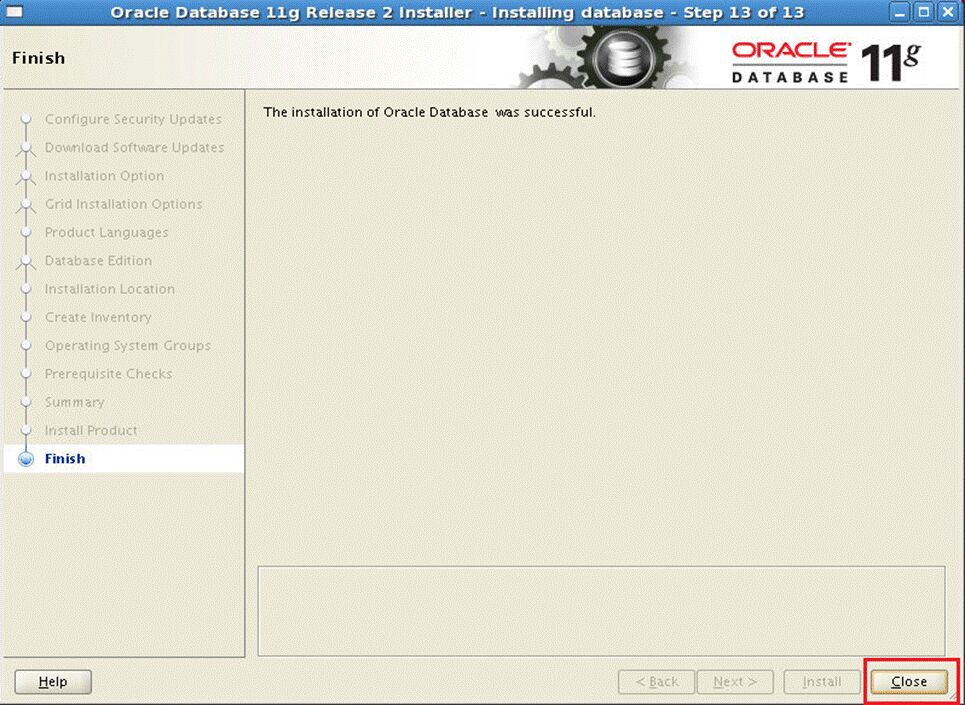 Oracle Database 11g Release 2 Installer - Installing database - Step 13 of 13
Finish
ORACLE
DATABASE 11g
Configure Security Updates
Download Software Updates
Installation Option
Grid Installation Options
Product Languages
Database Edition
Installation Location
Create Inventory
Operating System Groups
Prerequisite Checks
Summary
Install Product
Finish
The installation of Oracle Database was successful.
Help
< Back
Next >
Install
Close